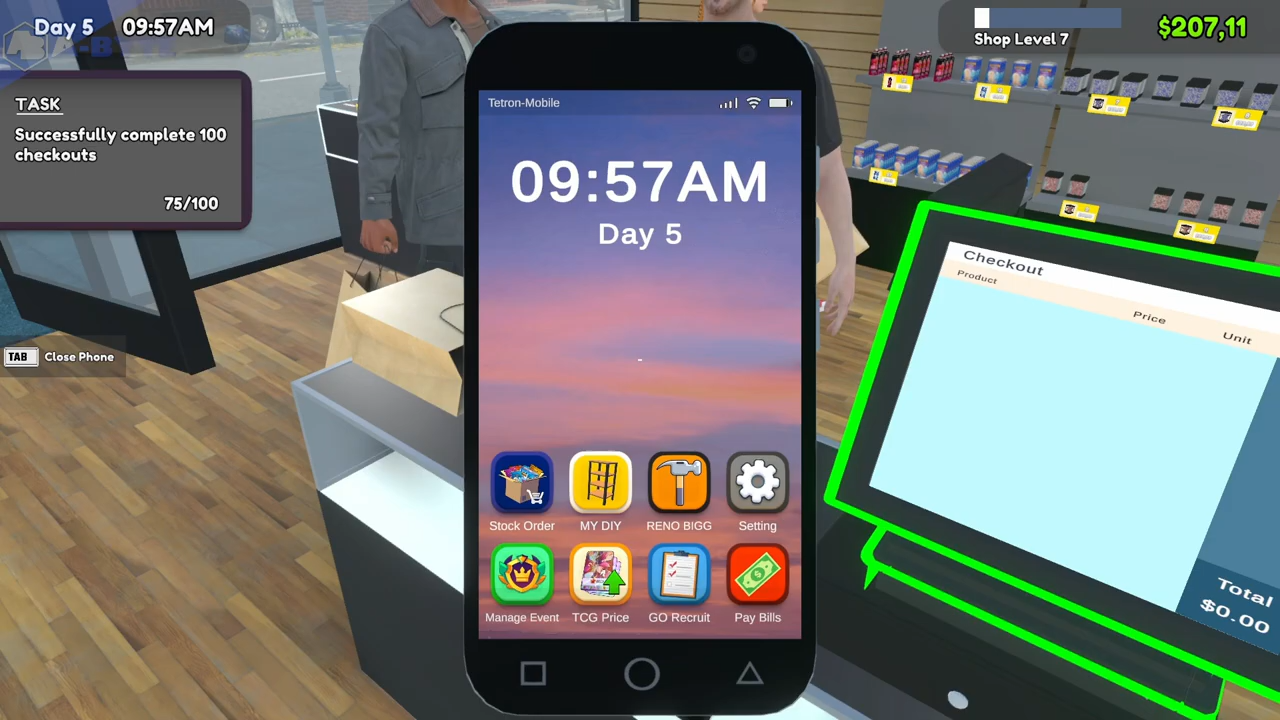 Day 5 09:57AM
TASK
Successfully complete 100
checkouts
75/100
TAB Close Phone
Tetron-Mobile
09:57AM
Day 5
Stock Order MY DIY RENO BIGG Setting
Manage Event TCG Price GO Recruit Pay Bills
Shop Level 7
$207,11
Checkout
Product Price Unit
Total
$0.00